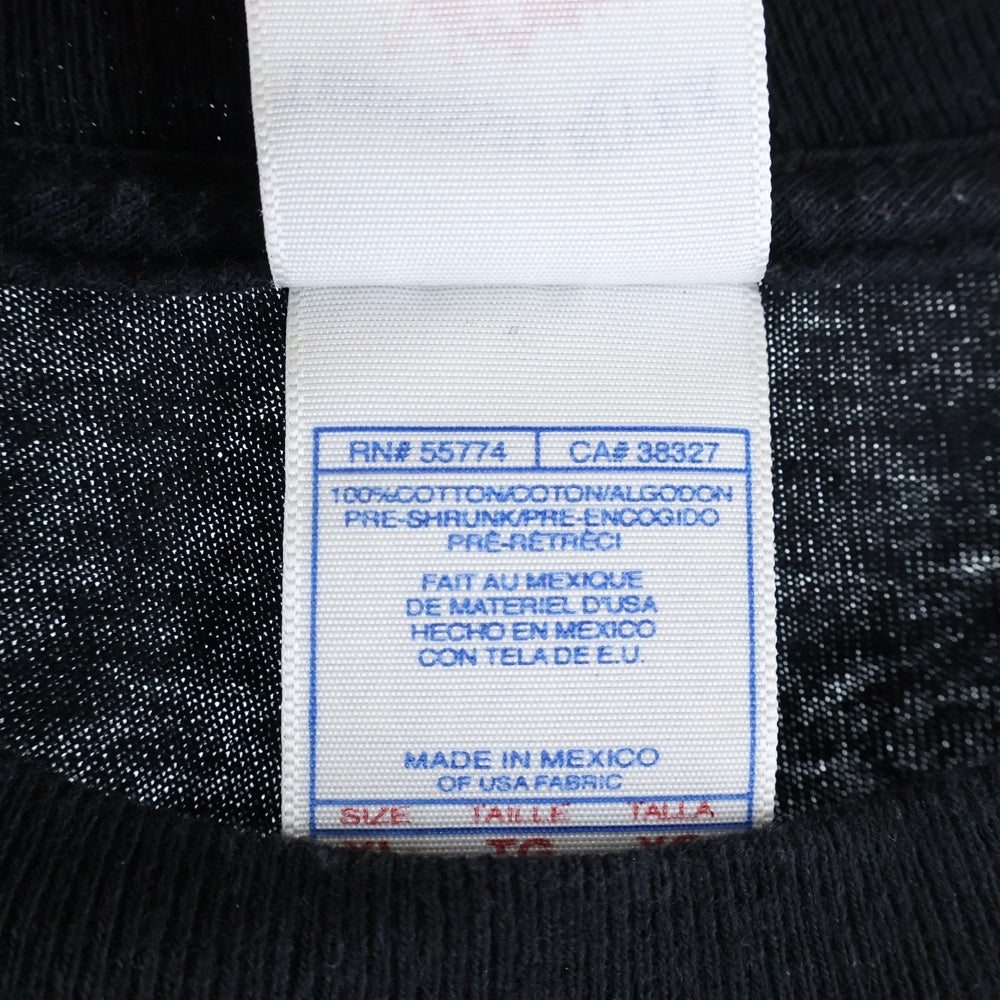 RN# 55774 CA# 38327
100%COTTON/COTON/ALGODON
PRE-SHRUNK/PRE-ENCOGIDO
PRÉ-RÉTRÉCI
FAIT AU MEXIQUE
DE MATERIEL D'USA
HECHO EN MEXICO
CON TELA DE E.U.
MADE IN MEXICO
OF USA FABRIC
SIZE TAILLE TALLA